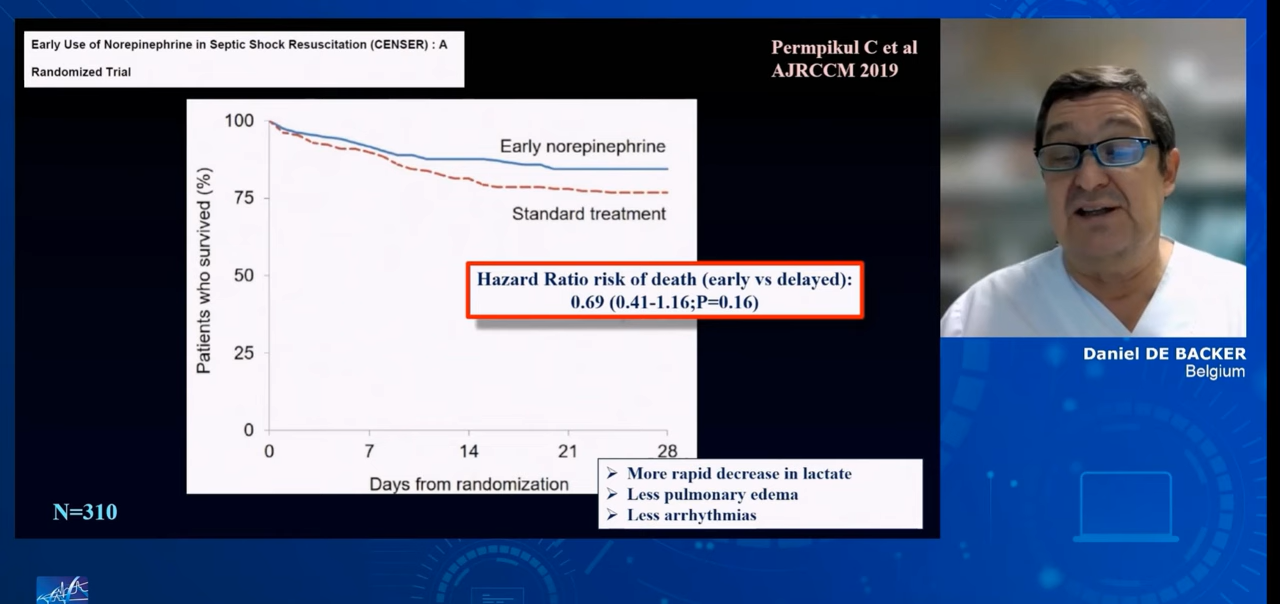 Early Use of Norepinephrine in Septic Shock Resuscitation (CENSER) : A
Randomized Trial
Permpikul C et al
AJRCCM 2019
Patients who survived (%)
100
75
50
25
0
Early norepinephrine
Standard treatment
Hazard Ratio risk of death (early vs delayed):
0.69 (0.41-1.16;P=0.16)
0 7 14 21 28
Days from randomization
➢ More rapid decrease in lactate
➢ Less pulmonary edema
➢ Less arrhythmias
N=310
Daniel DE BACKER
Belgium